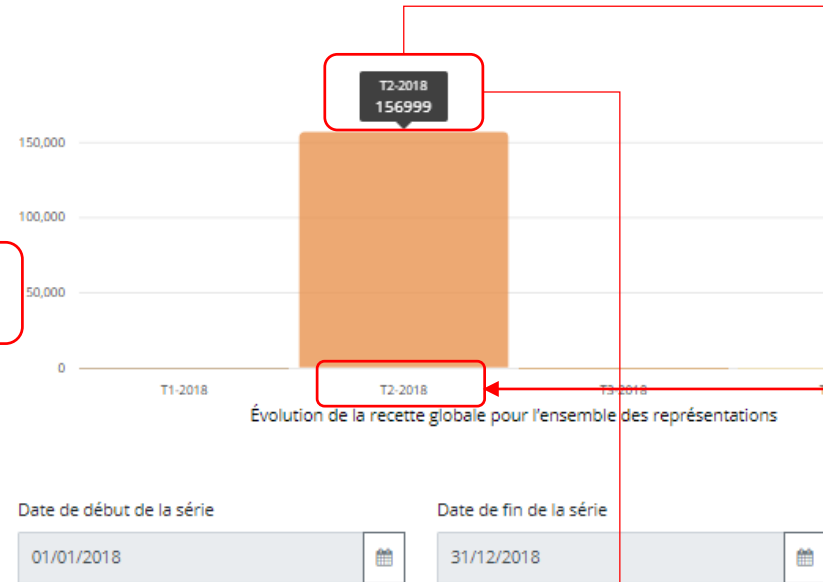 T2-2018
156999
150,000
100,000
50,000
0
T1-2018 T2-2018 T3-2018
Évolution de la recette globale pour l'ensemble des représentations
Date de début de la série Date de fin de la série
01/01/2018 31/12/2018